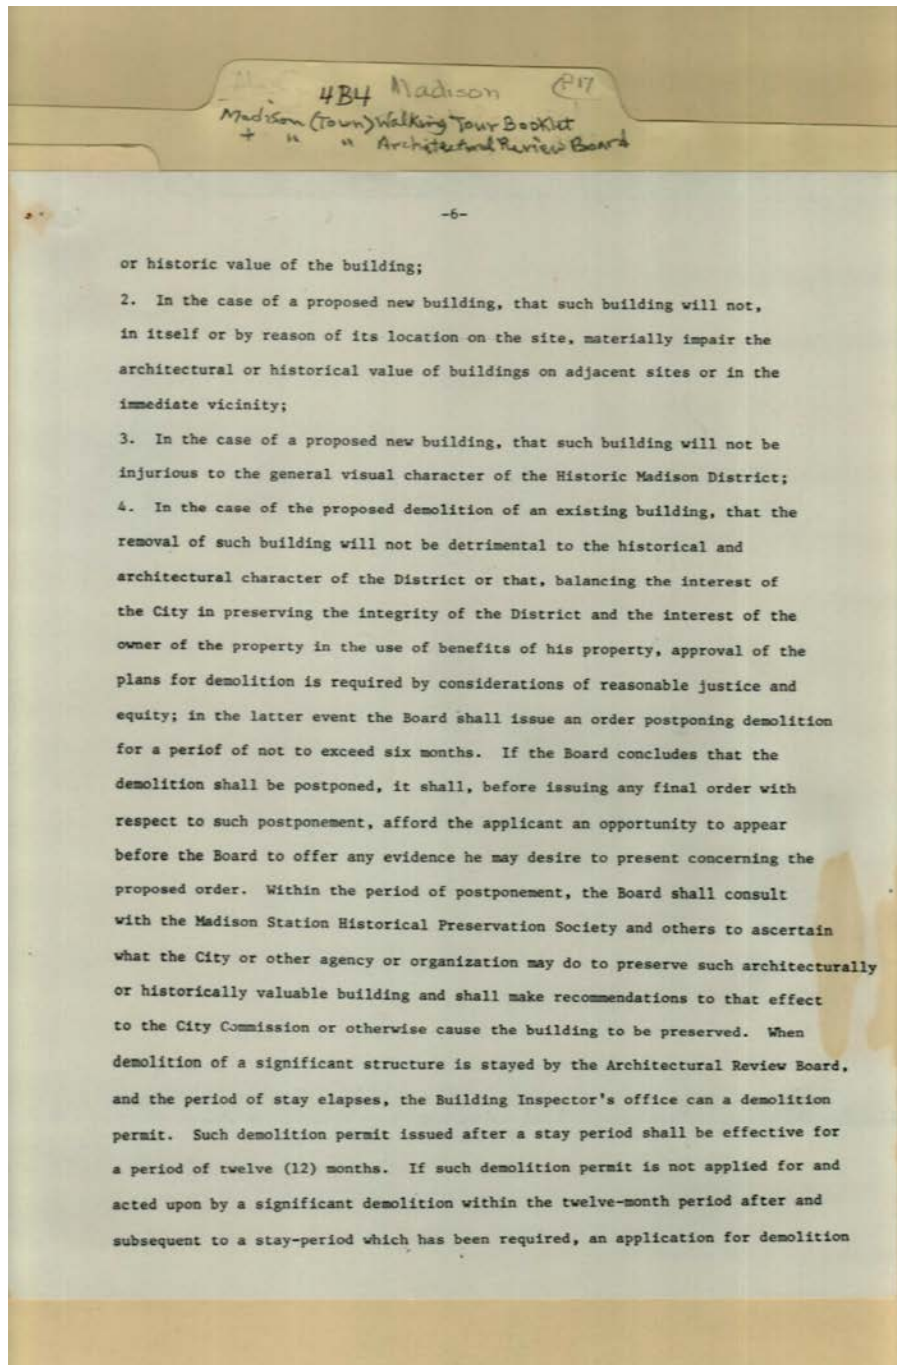 4B4 Madison P17
Madison (Town) Walking Tour Booklet
+ " " Architectural Review Board
-6-
or historic value of the building;
2. In the case of a proposed new building, that such building will not,
in itself or by reason of its location on the site, materially impair the
architectural or historical value of buildings on adjacent sites or in the
immediate vicinity;
3. In the case of a proposed new building, that such building will not be
injurious to the general visual character of the Historic Madison District;
4. In the case of the proposed demolition of an existing building, that the
removal of such building will not be detrimental to the historical and
architectural character of the District or that, balancing the interest of
the City in preserving the integrity of the District and the interest of the
owner of the property in the use of benefits of his property, approval of the
plans for demolition is required by considerations of reasonable justice and
equity; in the latter event the Board shall issue an order postponing demolition
for a periof of not to exceed six months. If the Board concludes that the
demolition shall be postponed, it shall, before issuing any final order with
respect to such postponement, afford the applicant an opportunity to appear
before the Board to offer any evidence he may desire to present concerning the
proposed order. Within the period of postponement, the Board shall consult
with the Madison Station Historical Preservation Society and others to ascertain
what the City or other agency or organization may do to preserve such architecturally
or historically valuable building and shall make recommendations to that effect
to the City Commission or otherwise cause the building to be preserved. When
demolition of a significant structure is stayed by the Architectural Review Board,
and the period of stay elapses, the Building Inspector's office can a demolition
permit. Such demolition permit issued after a stay period shall be effective for
a period of twelve (12) months. If such demolition permit is not applied for and
acted upon by a significant demolition within the twelve-month period after and
subsequent to a stay-period which has been required, an application for demolition